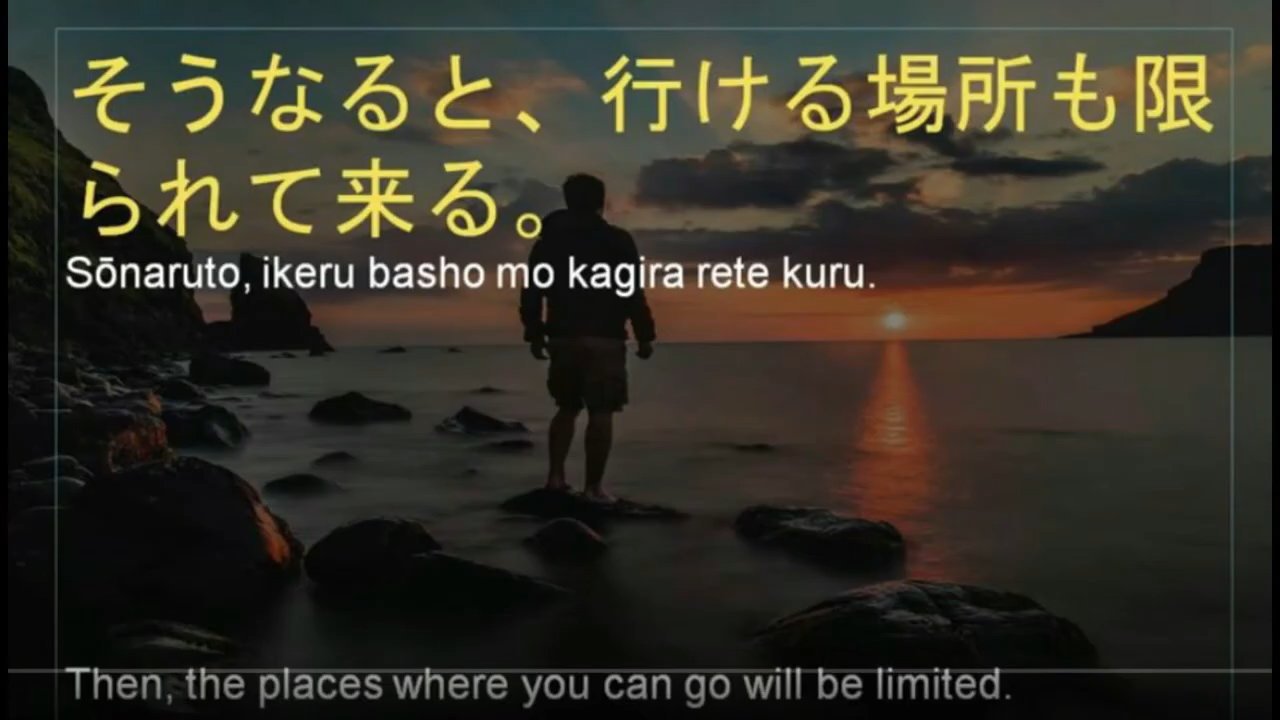 そうなると、行ける場所も限
られて来る。
Sōnaruto, ikeru basho mo kagira rete kuru.
Then, the places where you can go will be limited.